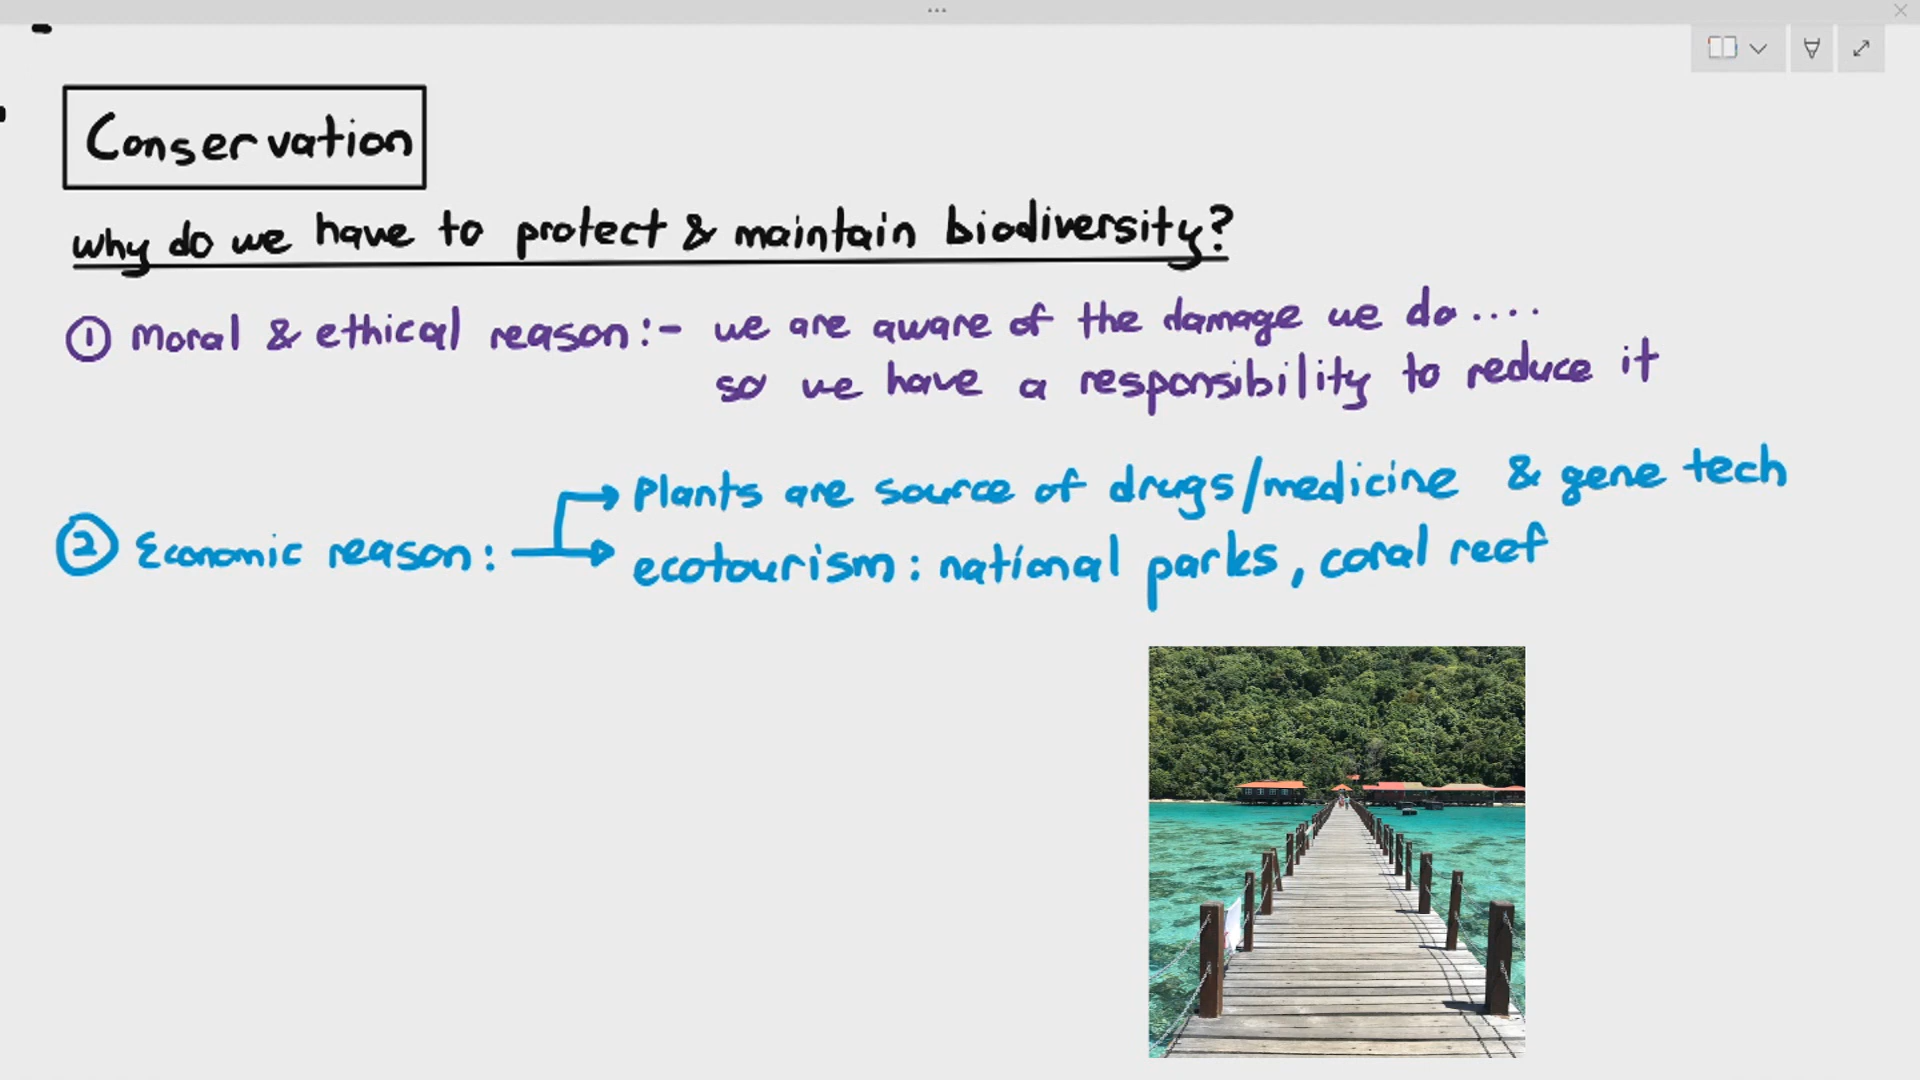 Conservation
why do we have to protect & maintain biodiversity?
① Moral & ethical reason:- we are aware of the damage we do....
so we have a responsibility to reduce it
Plants are source of drugs/medicine & gene tech
② Economic reason:
ecotourism: national parks, coral reef